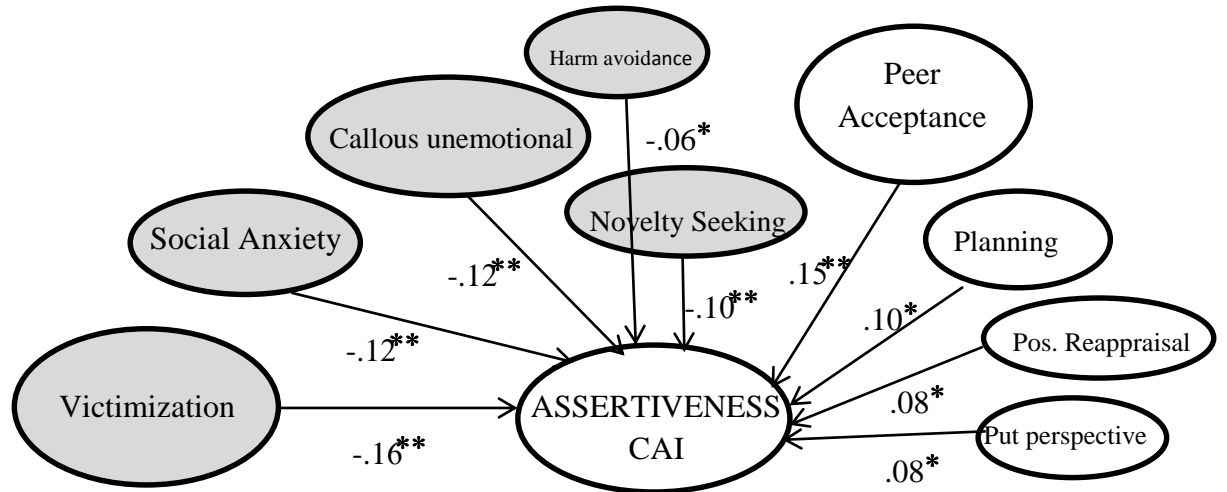 Harm avoidance
Peer
Acceptance
Callous unemotional
-.06*
Novelty Seeking
Social Anxiety
Planning
-.12**
.15**
-.10**
.10*
-.12**
Pos. Reappraisal
Victimization
ASSERTIVENESS
CAI
.08*
Put perspective
-.16**
.08*